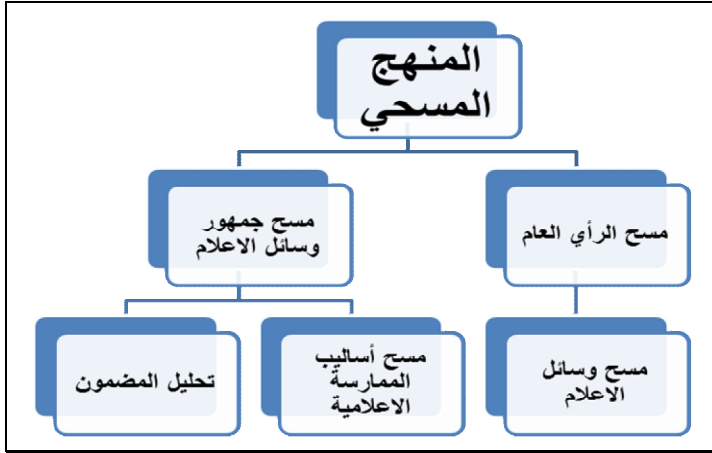 المنهج
المسحي
مسح الرأي العام
مسح جمهور
وسائل الاعلام
مسح وسائل
الاعلام
مسح أساليب
الممارسة
الاعلامية
تحليل المضمون